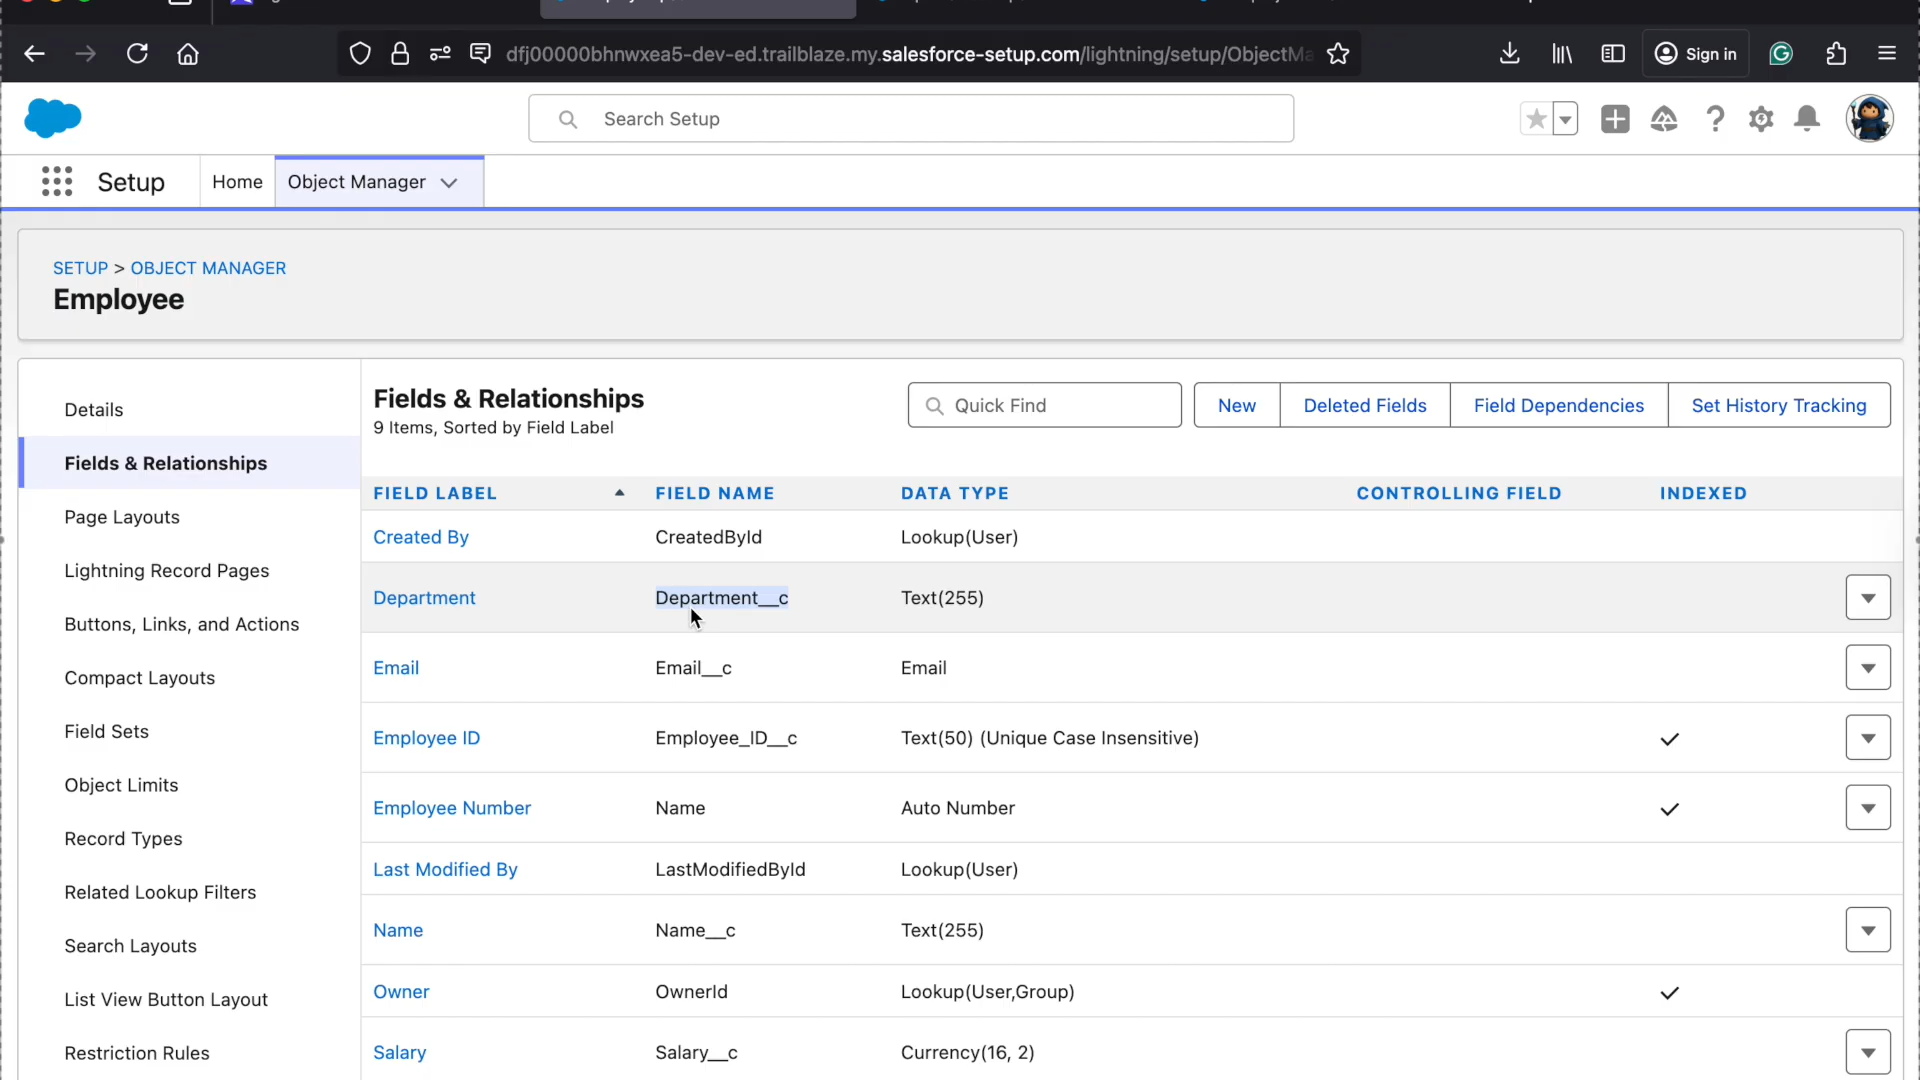 dfj00000bhnwxea5-dev-ed.trailblaze.my.salesforce-setup.com/lightning/setup/ObjectMa
Sign in
Search Setup
Setup
Home
Object Manager
SETUP > OBJECT MANAGER
Employee
Details
Fields & Relationships
Page Layouts
Lightning Record Pages
Buttons, Links, and Actions
Compact Layouts
Field Sets
Object Limits
Record Types
Related Lookup Filters
Search Layouts
List View Button Layout
Restriction Rules
Fields & Relationships
9 Items, Sorted by Field Label
Quick Find
New
Deleted Fields
Field Dependencies
Set History Tracking
FIELD LABEL FIELD NAME DATA TYPE CONTROLLING FIELD INDEXED
Created By CreatedById Lookup(User)
Department Department__c Text(255)
Email Email__c Email
Employee ID Employee_ID__c Text(50) (Unique Case Insensitive)
Employee Number Name Auto Number
Last Modified By LastModifiedById Lookup(User)
Name Name__c Text(255)
Owner OwnerId Lookup(User,Group)
Salary Salary__c Currency(16, 2)